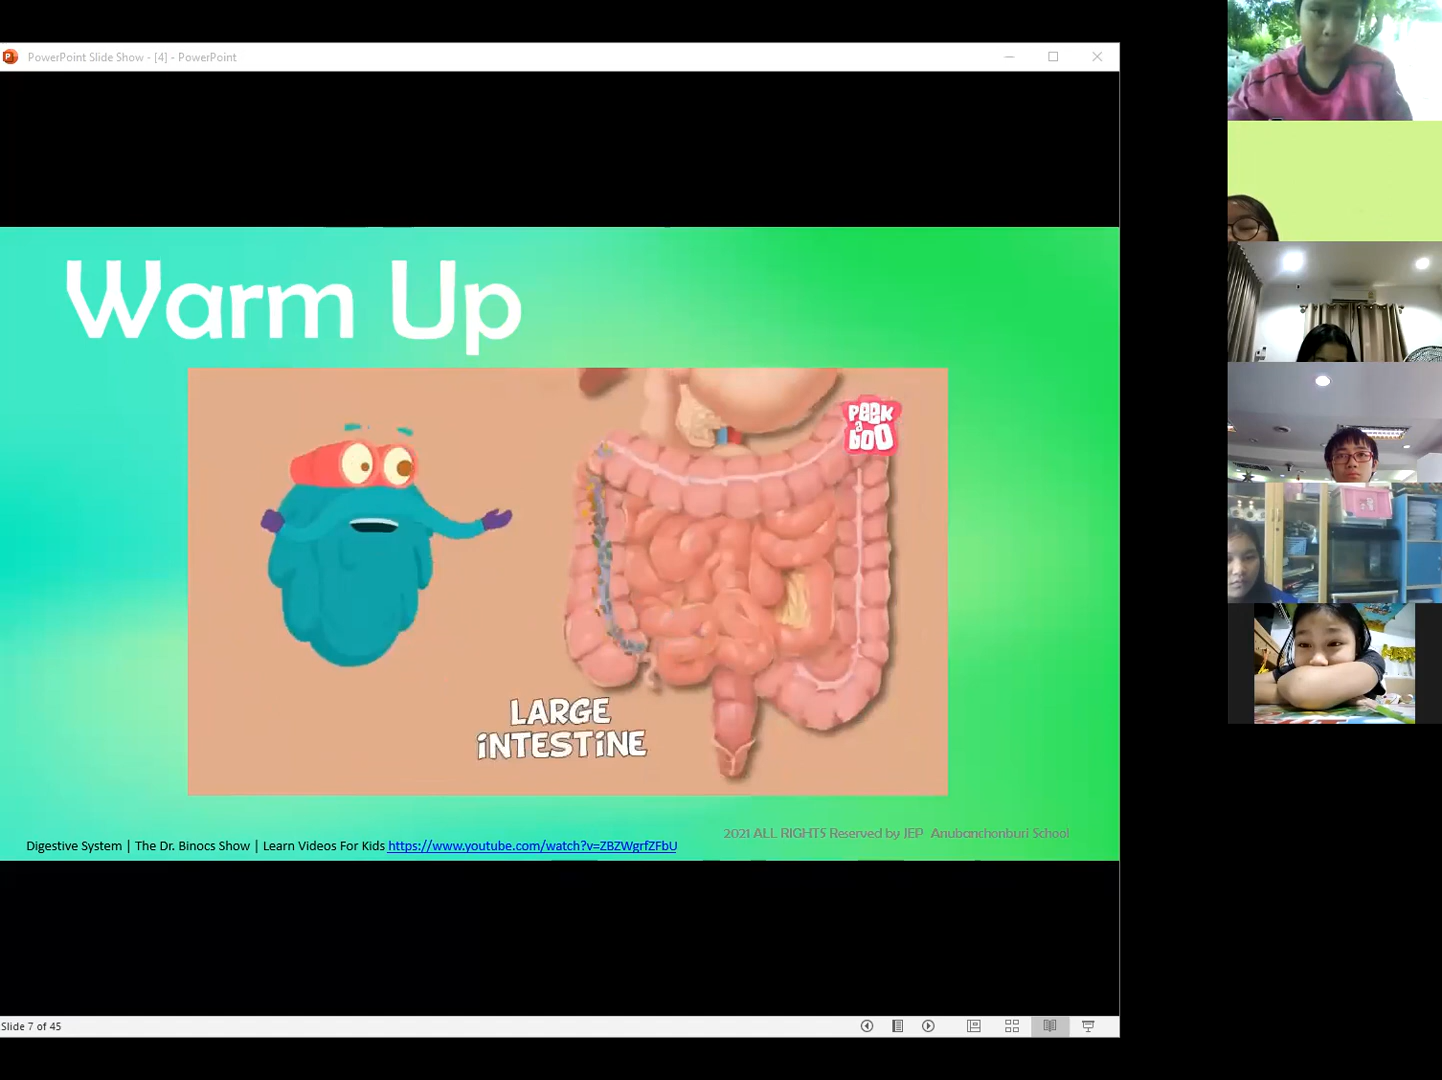 PowerPoint Slide Show - [4] - PowerPoint
Warm Up
PEEK
a
BOO
LARGE
iNTESTiNE
2021 ALL RIGHTS Reserved by JEP Anubanchonburi School
Digestive System | The Dr. Binocs Show | Learn Videos For Kids https://www.youtube.com/watch?v=ZBZWgrfZFbU
Slide 7 of 45